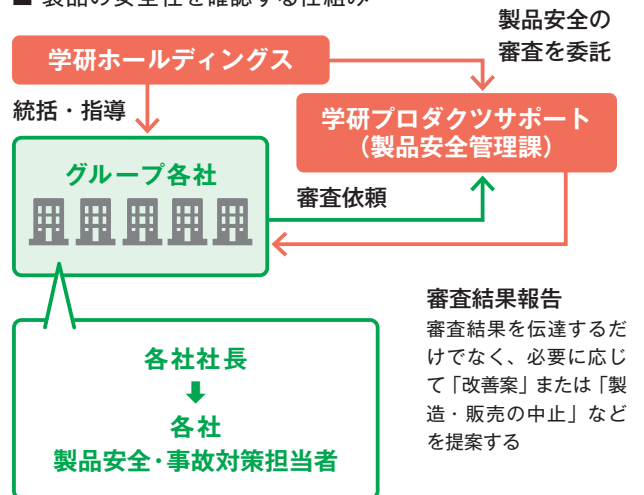 ■ 製品の安全性を確認する仕組み
製品安全の
審査を委託
学研ホールディングス
統括・指導
学研プロダクツサポート
（製品安全管理課）
グループ各社
審査依頼
審査結果報告
審査結果を伝達するだ
けでなく、必要に応じ
て「改善案」または「製
造・販売の中止」など
を提案する
各社社長
各社
製品安全・事故対策担当者